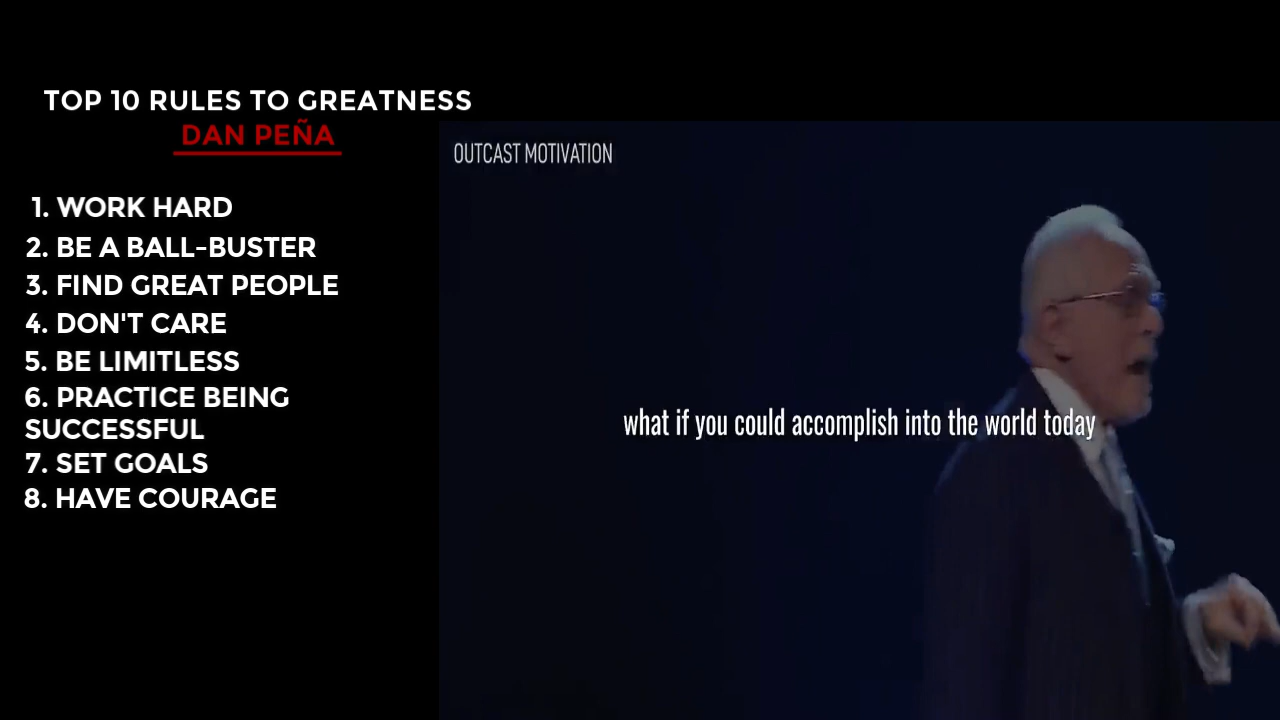 TOP 10 RULES TO GREATNESS
DAN PEÑA
OUTCAST MOTIVATION
1. WORK HARD
2. BE A BALL-BUSTER
3. FIND GREAT PEOPLE
4. DON'T CARE
5. BE LIMITLESS
6. PRACTICE BEING
SUCCESSFUL
7. SET GOALS
8. HAVE COURAGE
what if you could accomplish into the world today